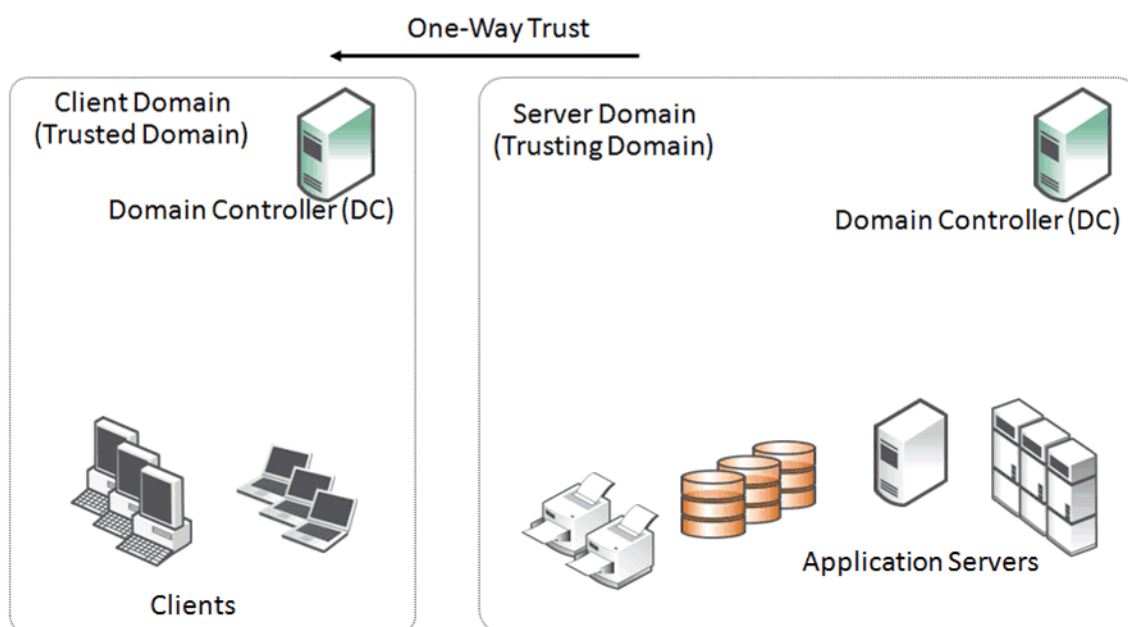 One-Way Trust
Client Domain
(Trusted Domain)
Domain Controller (DC)
Clients
Server Domain
(Trusting Domain)
Domain Controller (DC)
Application Servers